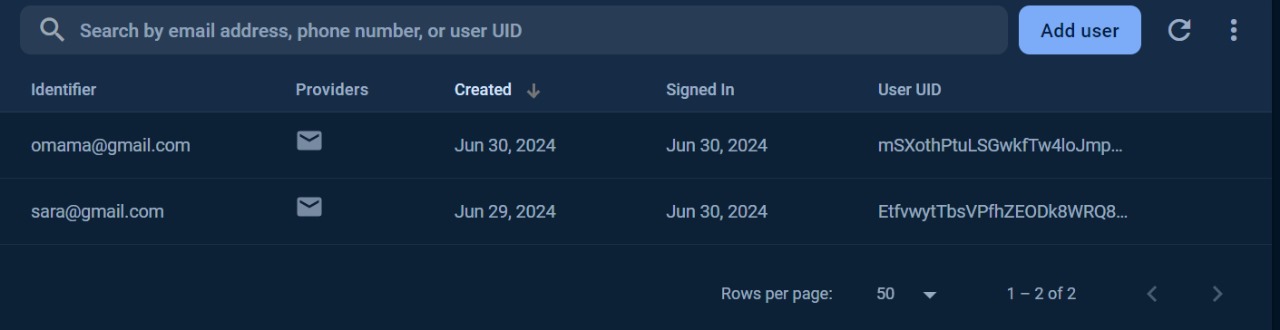 Search by email address, phone number, or user UID Add user
Identifier Providers Created Signed In User UID
omama@gmail.com Jun 30, 2024 Jun 30, 2024 mSXothPtuLSGwkfTw4loJmp...
sara@gmail.com Jun 29, 2024 Jun 30, 2024 EtfvwytTbsVPfhZEODk8WRQ8...
Rows per page: 50 1 – 2 of 2